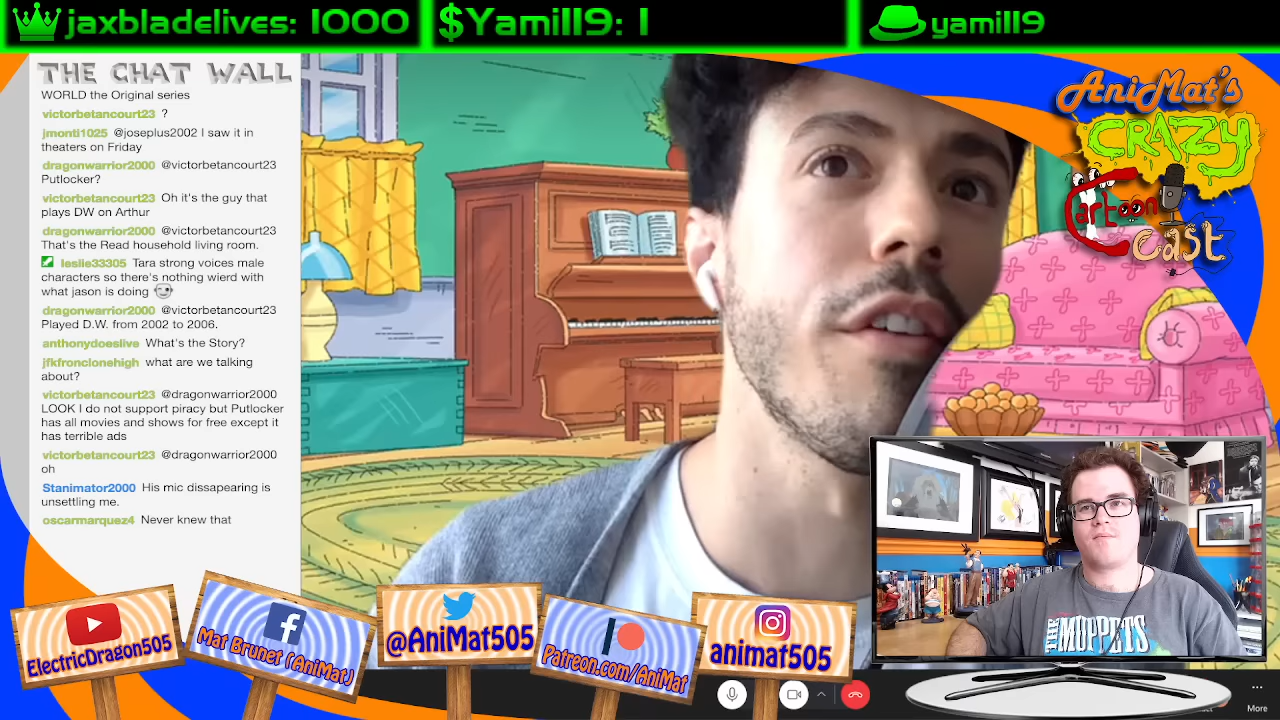 jaxbladelives: 1000
$Yamil19: 1
yamil19
THE CHAT WALL
WORLD the Original series
victorbetancourt23 ?
jmonti1025 @joseplus2002 I saw it in
theaters on Friday
dragonwarrior2000 @victorbetancourt23
Putlocker?
victorbetancourt23 Oh it's the guy that
plays DW on Arthur
dragonwarrior2000 @victorbetancourt23
That's the Read household living room.
leslie33305 Tara strong voices male
characters so there's nothing wierd with
what jason is doing
dragonwarrior2000 @victorbetancourt23
Played D.W. from 2002 to 2006.
anthonydoeslive What's the Story?
jfkfronclonehigh what are we talking
about?
victorbetancourt23 @dragonwarrior2000
LOOK I do not support piracy but Putlocker
has all movies and shows for free except it
has terrible ads
victorbetancourt23 @dragonwarrior2000
oh
Stanimator2000 His mic dissapearing is
unsettling me.
oscarmarquez4 Never knew that
AniMat's
CRAZY
Cartoon
Cast
THE
MUPPETS
ElectricDragon505
Mat Brunet (AniMat)
@AniMat505
Patreon.com/AniMat
animat505
More